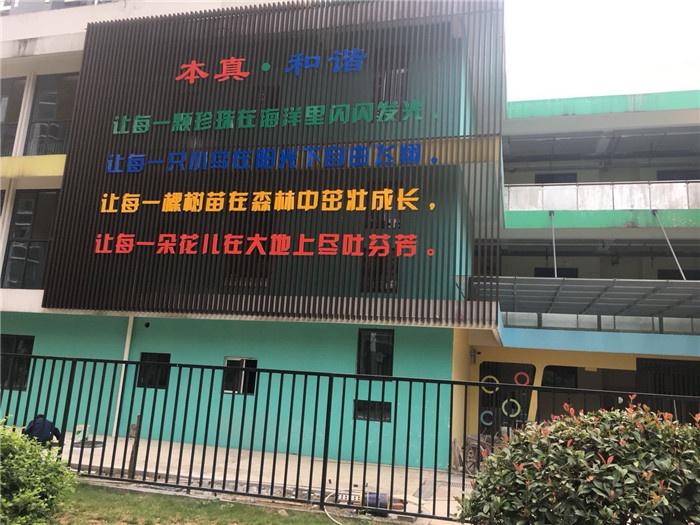 本真·和谐
让每一颗珍珠在海洋里闪闪发光，
让每一只小鸟在阳光下自由飞翔，
让每一棵树苗在森林中茁壮成长，
让每一朵花儿在大地上尽吐芬芳。